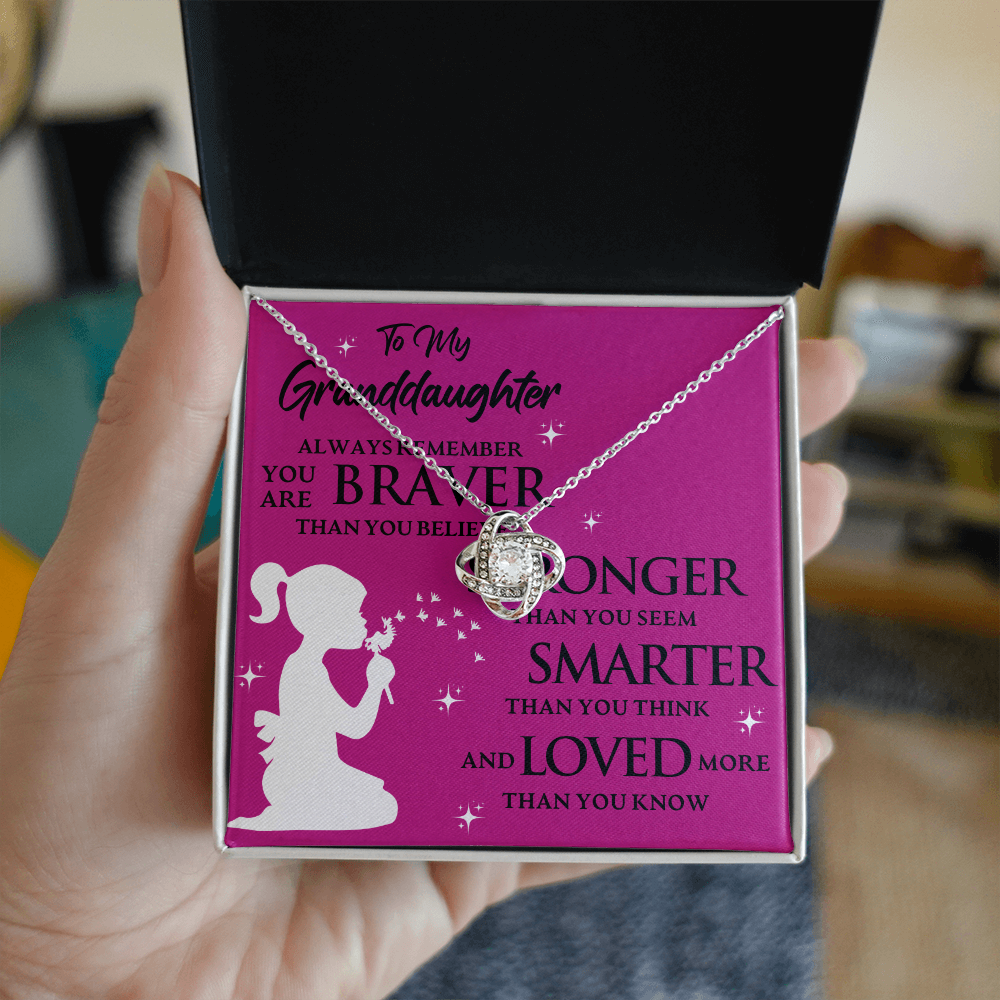 To My
Granddaughter
ALWAYS REMEMBER
YOU ARE BRAVER
THAN YOU
THAN YOU SEEM
SMARTER
THAN YOU THINK
AND LOVED MORE
THAN YOU KNOW